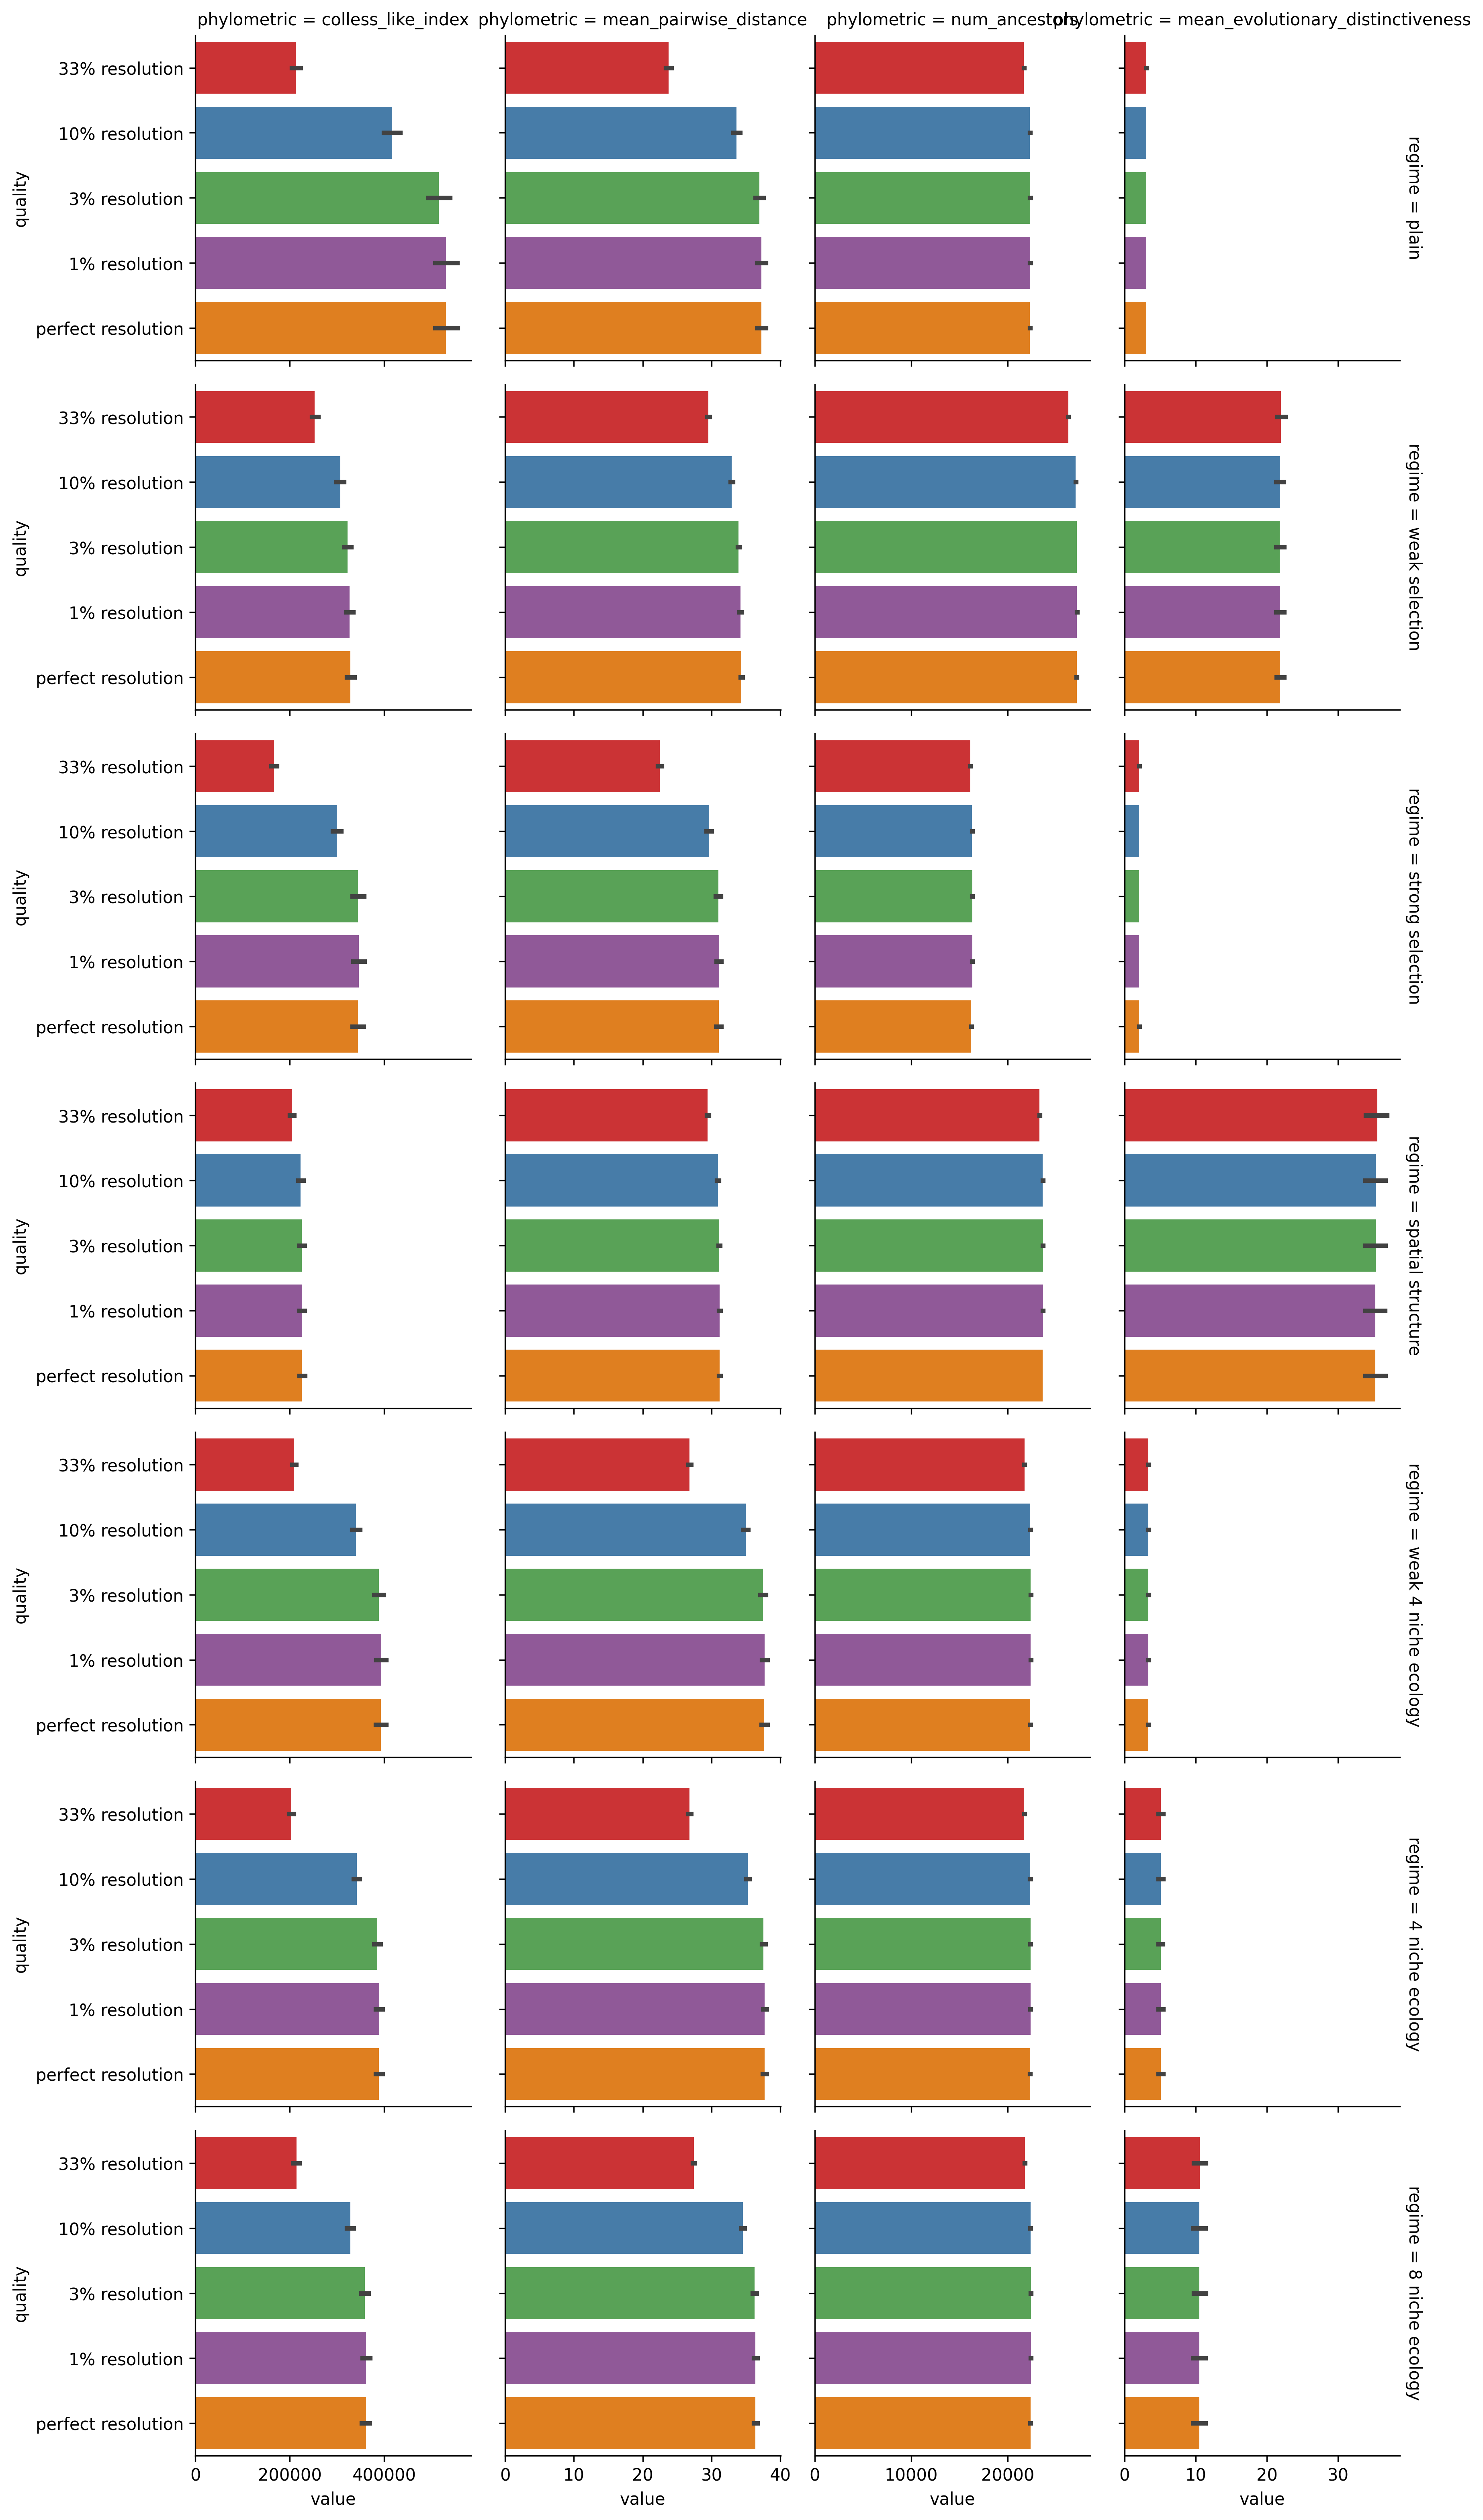 phylometric = colless_like_index
phylometric = mean_pairwise_distance
phylometric = num_ancestors
phylometric = mean_evolutionary_distinctiveness
quality
33% resolution
10% resolution
3% resolution
1% resolution
perfect resolution
regime = plain
quality
33% resolution
10% resolution
3% resolution
1% resolution
perfect resolution
0 10 20 30 40
regime = weak selection
quality
33% resolution
10% resolution
3% resolution
1% resolution
perfect resolution
regime = strong selection
quality
33% resolution
10% resolution
3% resolution
1% resolution
perfect resolution
regime = spatial structure
quality
33% resolution
10% resolution
3% resolution
1% resolution
perfect resolution
regime = weak 4 niche ecology
quality
33% resolution
10% resolution
3% resolution
1% resolution
perfect resolution
regime = 4 niche ecology
quality
33% resolution
10% resolution
3% resolution
1% resolution
perfect resolution
regime = 8 niche ecology
0 200000 400000
value
0 10 20 30 40
value
0 10000 20000
value
0 10 20 30
value